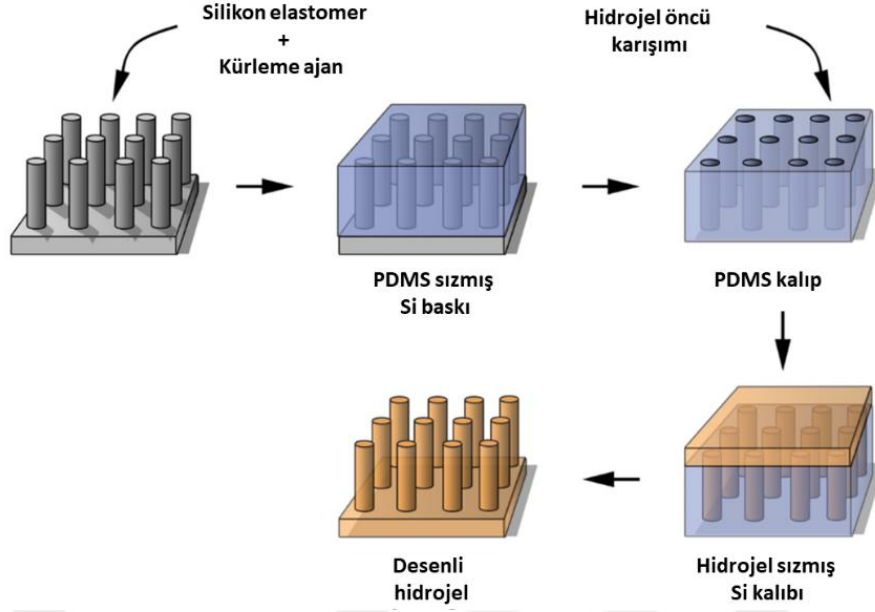 Silikon elastomer
+
Kürleme ajan
Hidrojel öncü
karışımı
PDMS sızmış
Si baskı
PDMS kalıp
Desenli
hidrojel
Hidrojel sızmış
Si kalıbı